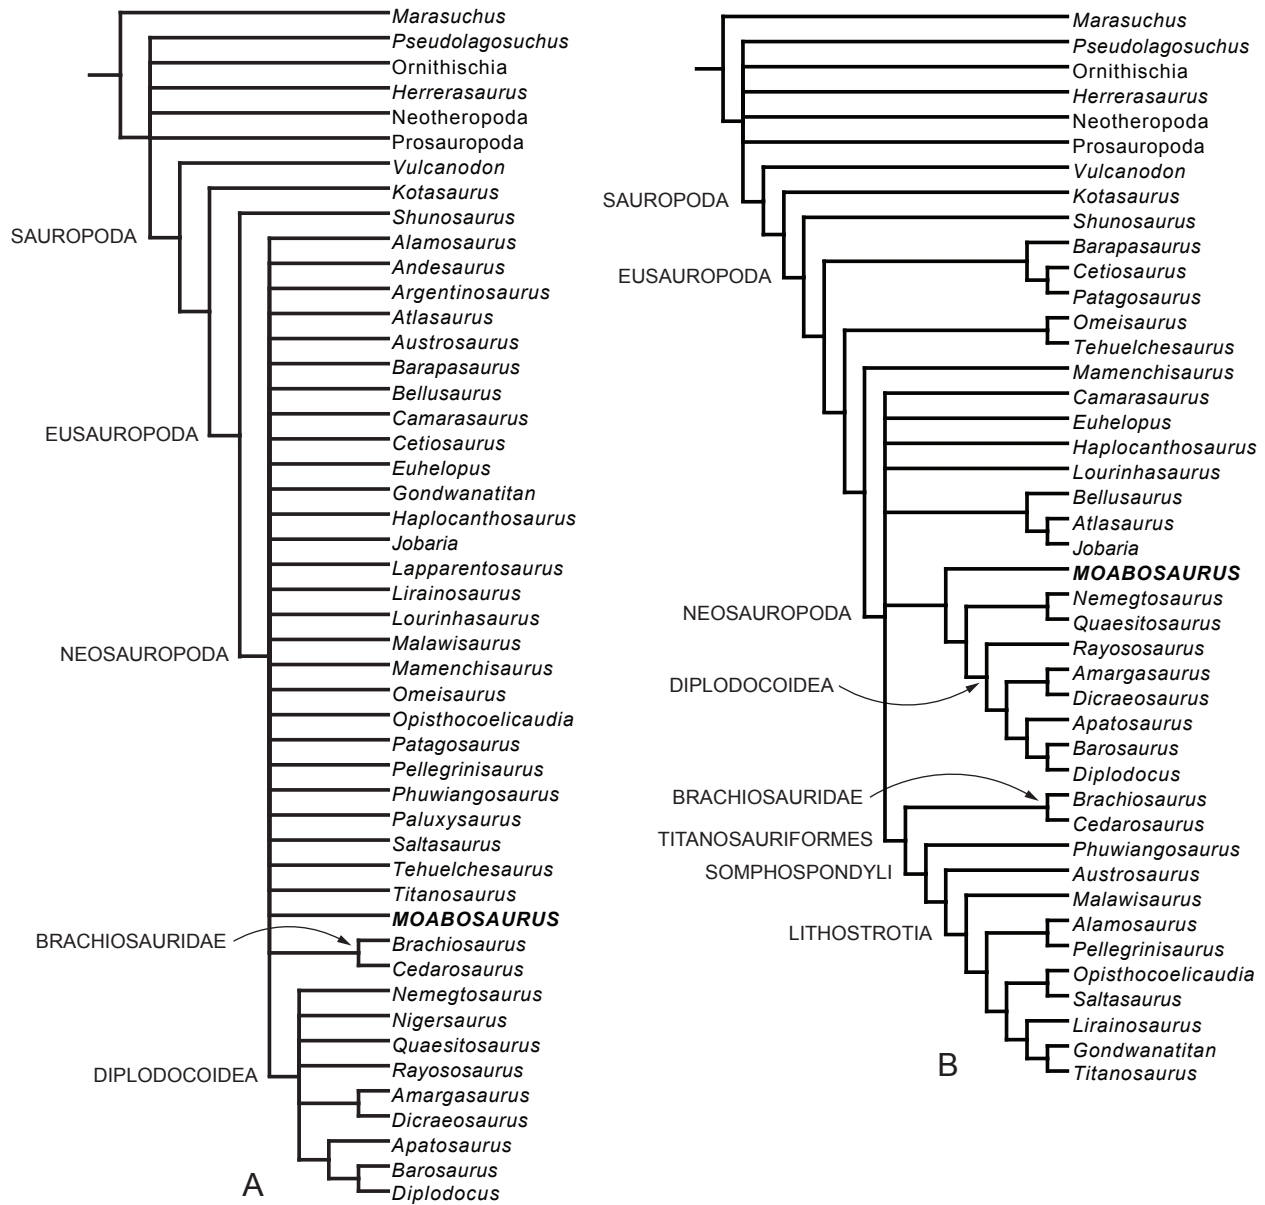 Marasuchus
Pseudolagosuchus
Ornithischia
Herrerasaurus
Neotheropoda
Prosauropoda
Vulcanodon
Kotasaurus
Shunosaurus
SAUROPODA
Alamosaurus
Andesaurus
Argentinosaurus
Atlasaurus
Austrosaurus
Barapasaurus
Bellusaurus
Camarasaurus
EUSAUROPODA
Cetiosaurus
Euhelopus
Gondwanatitan
Haplocanthosaurus
Jobaria
Lapparentosaurus
Lirainosaurus
Lourinhasaurus
Malawisaurus
NEOSAUROPODA
Mamenchisaurus
Omeisaurus
Opisthocoelicaudia
Patagosaurus
Pellegrinisaurus
Phuwiangosaurus
Paluxysaurus
Saltasaurus
Tehuelchesaurus
Titanosaurus
MOABOSAURUS
BRACHIOSAURIDAE
Brachiosaurus
Cedarosaurus
Nemegtosaurus
Nigersaurus
Quaesitosaurus
DIPLODOCOIDEA
Rayososaurus
Amargasaurus
Dicraeosaurus
Apatosaurus
Barosaurus
Diplodocus
A
Marasuchus
Pseudolagosuchus
Ornithischia
Herrerasaurus
Neotheropoda
Prosauropoda
Vulcanodon
SAUROPODA
Kotasaurus
Shunosaurus
Barapasaurus
EUSAUROPODA
Cetiosaurus
Patagosaurus
Omeisaurus
Tehuelchesaurus
Mamenchisaurus
Camarasaurus
Euhelopus
Haplocanthosaurus
Lourinhasaurus
Bellusaurus
Atlasaurus
Jobaria
MOABOSAURUS
Nemegtosaurus
NEOSAUROPODA
Quaesitosaurus
Rayososaurus
Amargasaurus
DIPLODOCOIDEA
Dicraeosaurus
Apatosaurus
Barosaurus
Diplodocus
BRACHIOSAURIDAE
Brachiosaurus
Cedarosaurus
TITANOSAURIFORMES
Phuwiangosaurus
SOMPHOSPONDYLI
Austrosaurus
Malawisaurus
LITHOSTROTIA
Alamosaurus
Pellegrinisaurus
Opisthocoelicaudia
Saltasaurus
Lirainosaurus
Gondwanatitan
Titanosaurus
B